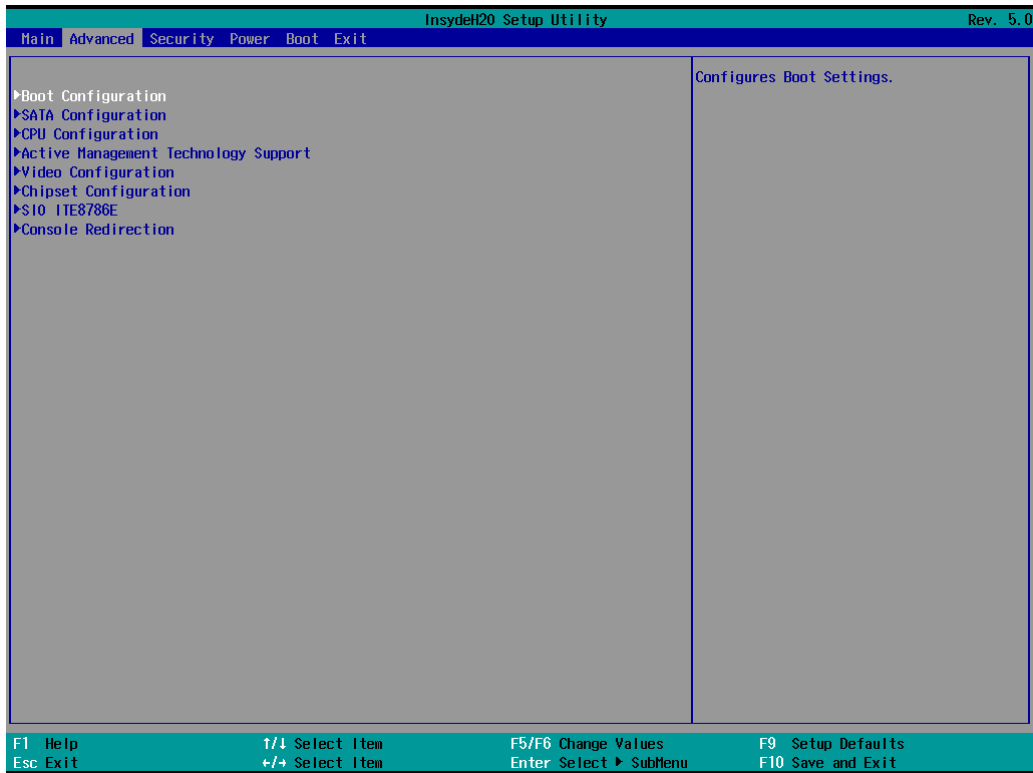 InsydeH20 Setup Utility Rev. 5.0
Main Advanced Security Power Boot Exit
Configures Boot Settings.
▶Boot Configuration
▶SATA Configuration
▶CPU Configuration
▶Active Management Technology Support
▶Video Configuration
▶Chipset Configuration
▶SIO ITE8786E
▶Console Redirection
F1 Help ↑/↓ Select Item F5/F6 Change Values F9 Setup Defaults
Esc Exit ←/→ Select Item Enter Select ▶ SubMenu F10 Save and Exit